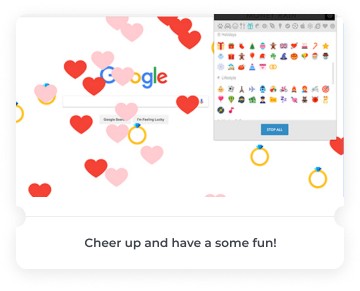 Holidays
Google
Lifestyle
Google Search
I'm Feeling Lucky
STOP ALL
Cheer up and have a some fun!